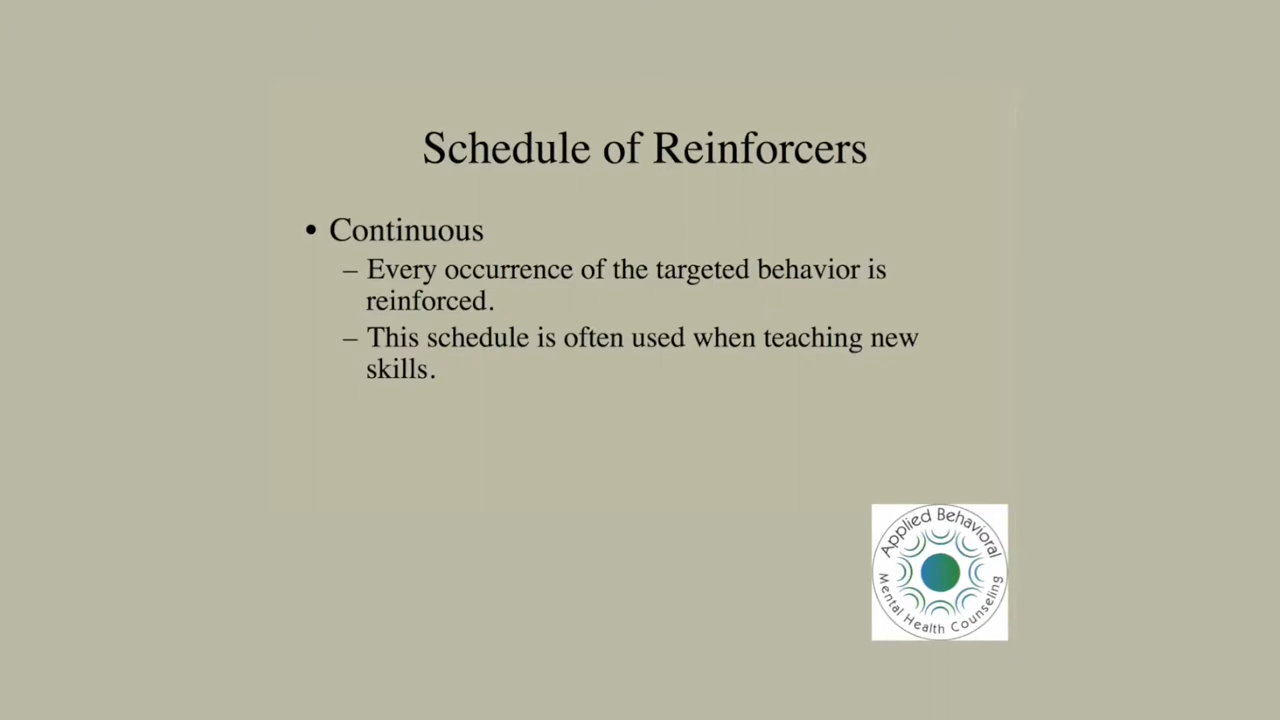 Schedule of Reinforcers
• Continuous
– Every occurrence of the targeted behavior is
reinforced.
– This schedule is often used when teaching new
skills.
Applied Behavioral
Mental Health Counseling